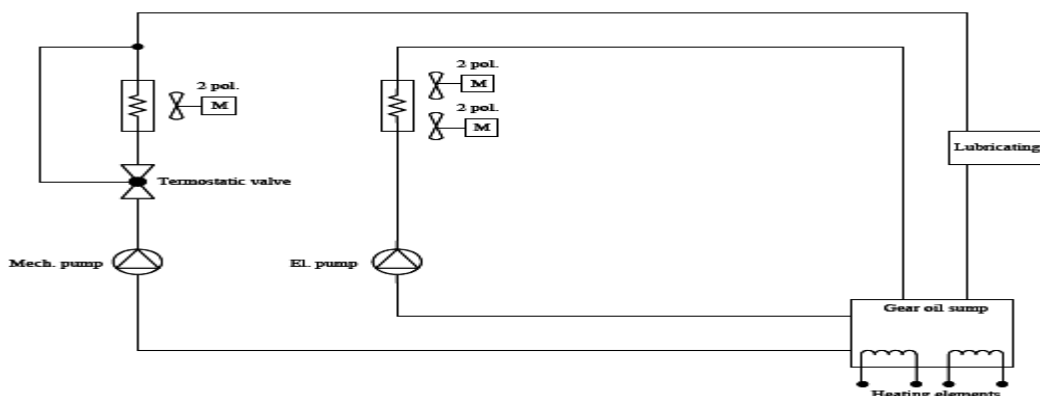 2 pol.
M
2 pol.
M
2 pol.
M
Lubricating
Termostatic valve
Mech. pump
El. pump
Gear oil sump
Heating elements